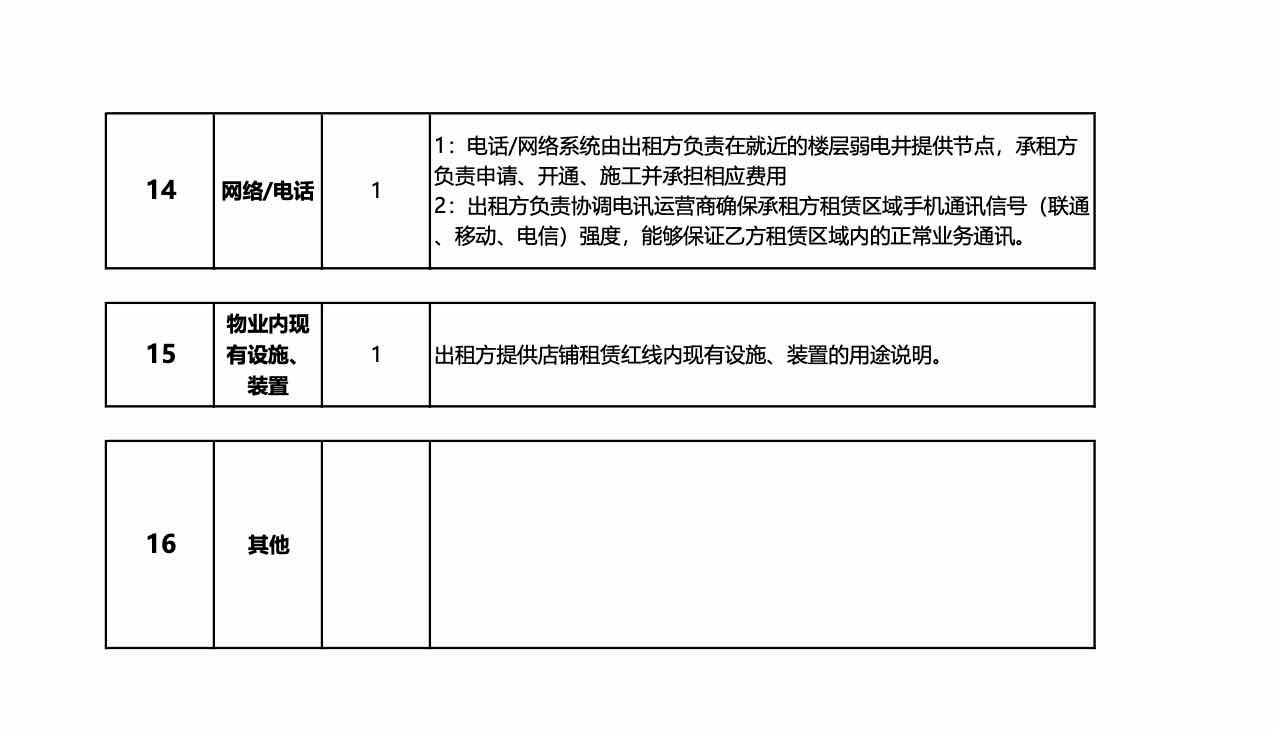 14
网络/电话
1
1：电话/网络系统由出租方负责在就近的楼层弱电井提供节点，承租方
负责申请、开通、施工并承担相应费用
2：出租方负责协调电讯运营商确保承租方租赁区域手机通讯信号（联通
、移动、电信）强度，能够保证乙方租赁区域内的正常业务通讯。
15
物业内现
有设施、
装置
1
出租方提供店铺租赁红线内现有设施、装置的用途说明。
16
其他